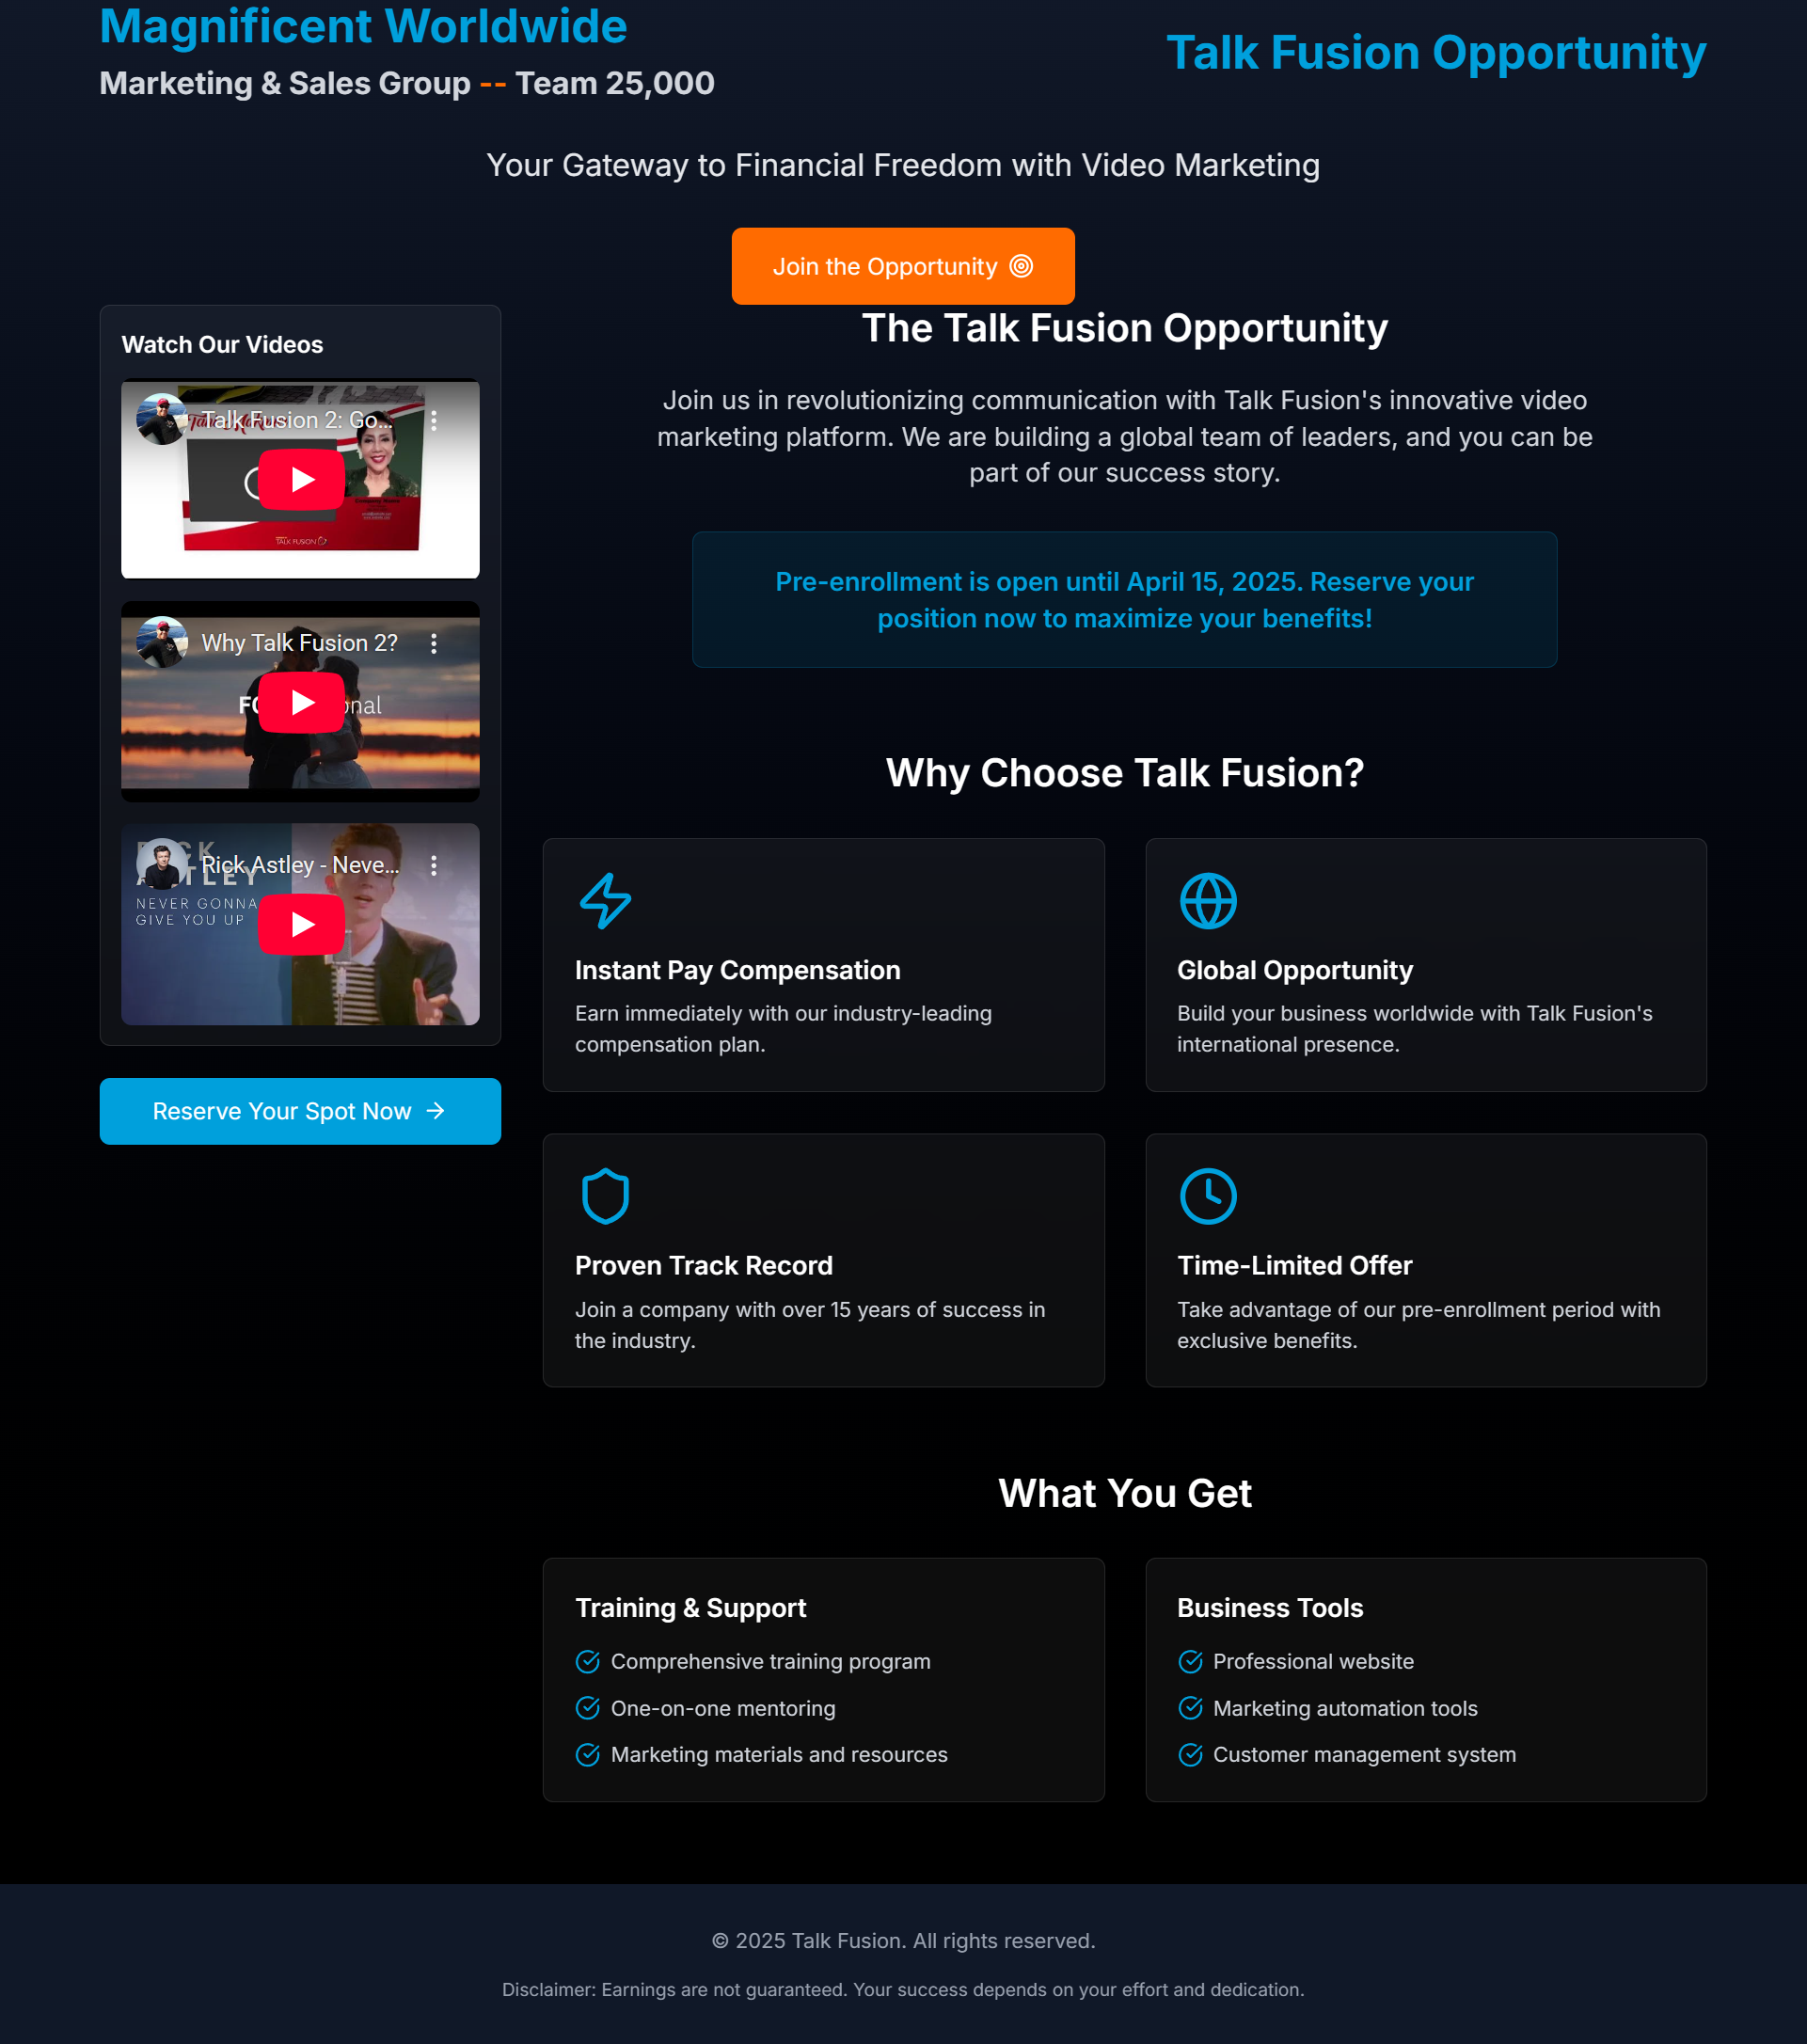 Magnificent Worldwide
Marketing & Sales Group -- Team 25,000
Talk Fusion Opportunity
Your Gateway to Financial Freedom with Video Marketing
Join the Opportunity
Watch Our Videos
Talk Fusion 2: Go...
TALK FUSION
Why Talk Fusion 2?
Rick Astley - Neve...
NEVER GONNA
GIVE YOU UP
Reserve Your Spot Now
The Talk Fusion Opportunity
Join us in revolutionizing communication with Talk Fusion's innovative video
marketing platform. We are building a global team of leaders, and you can be
part of our success story.
Pre-enrollment is open until April 15, 2025. Reserve your
position now to maximize your benefits!
Why Choose Talk Fusion?
Instant Pay Compensation
Earn immediately with our industry-leading
compensation plan.
Global Opportunity
Build your business worldwide with Talk Fusion's
international presence.
Proven Track Record
Join a company with over 15 years of success in
the industry.
Time-Limited Offer
Take advantage of our pre-enrollment period with
exclusive benefits.
What You Get
Training & Support
Comprehensive training program
One-on-one mentoring
Marketing materials and resources
Business Tools
Professional website
Marketing automation tools
Customer management system
© 2025 Talk Fusion. All rights reserved.
Disclaimer: Earnings are not guaranteed. Your success depends on your effort and dedication.